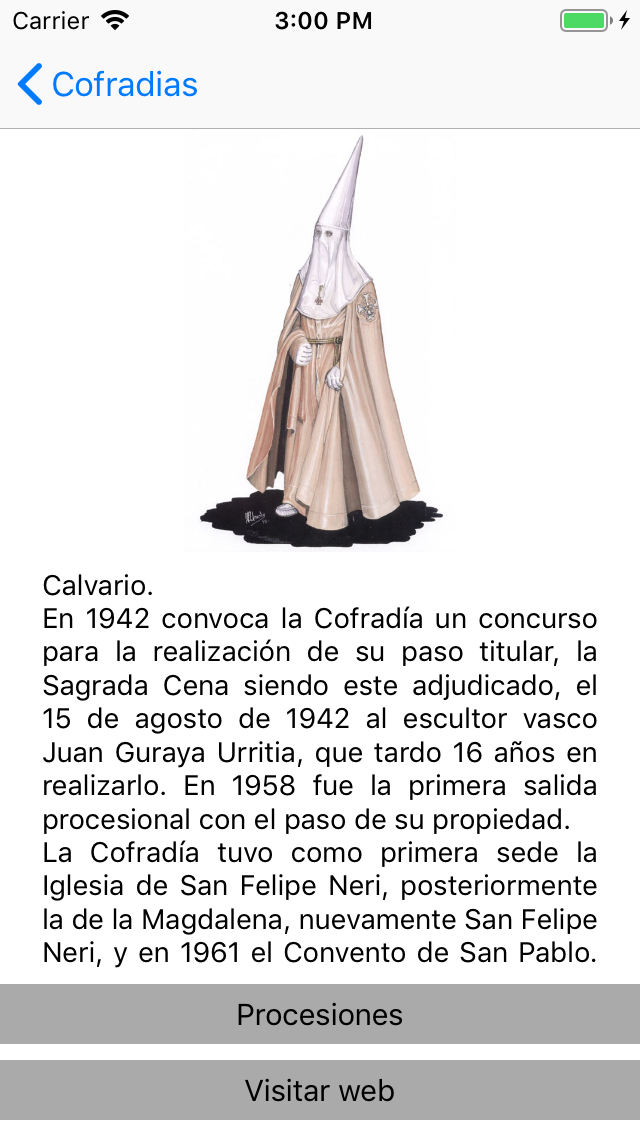 Carrier
3:00 PM
Cofradias
Calvario.
En 1942 convoca la Cofradía un concurso
para la realización de su paso titular, la
Sagrada Cena siendo este adjudicado, el
15 de agosto de 1942 al escultor vasco
Juan Guraya Urritia, que tardo 16 años en
realizarlo. En 1958 fue la primera salida
procesional con el paso de su propiedad.
La Cofradía tuvo como primera sede la
Iglesia de San Felipe Neri, posteriormente
la de la Magdalena, nuevamente San Felipe
Neri, y en 1961 el Convento de San Pablo.
Procesiones
Visitar web